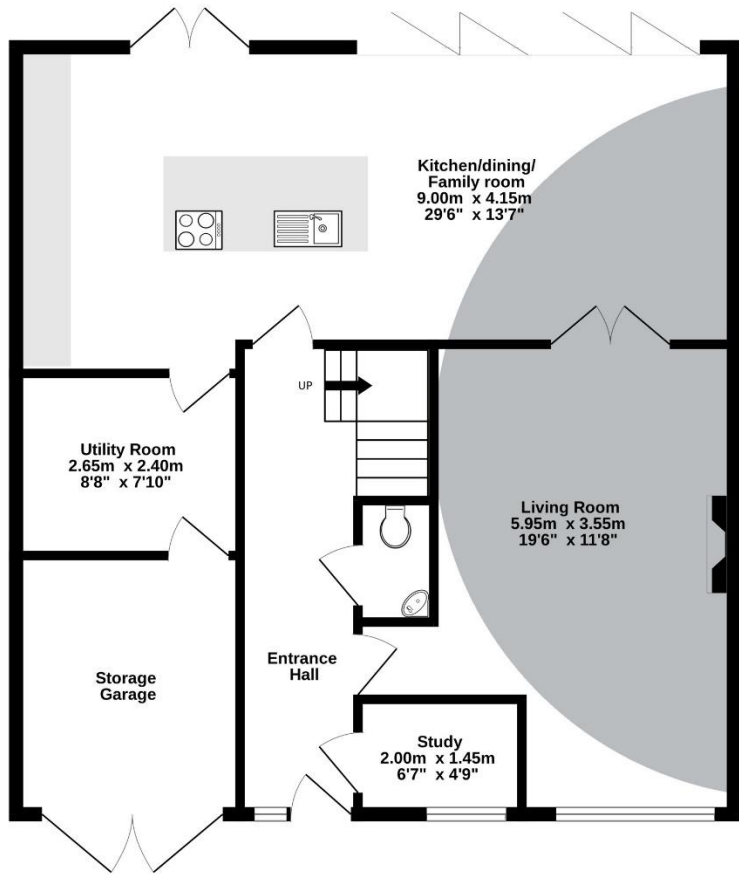 Kitchen/dining/
Family room
9.00m x 4.15m
29'6" x 13'7"
UP
Utility Room
2.65m x 2.40m
8'8" x 7'10"
Living Room
5.95m x 3.55m
19'6" x 11'8"
Storage
Garage
Entrance
Hall
Study
2.00m x 1.45m
6'7" x 4'9"